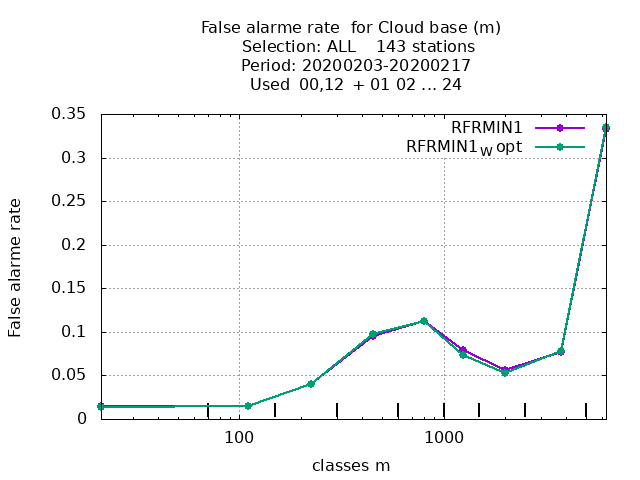 False alarme rate  for Cloud base (m)
Selection: ALL    143 stations
Period: 20200203-20200217
Used  00,12  + 01 02 ... 24
RFRMIN1
RFRMIN1w opt
0.35
0.3
0.25
0.2
0.15
0.1
0.05
0
False alarme rate
100
1000
classes m